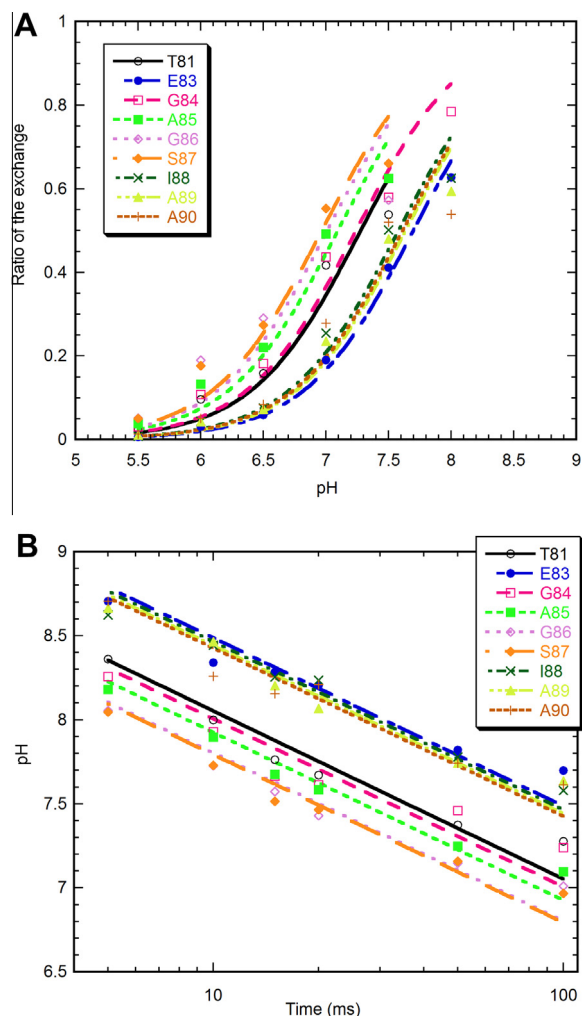 A
1
0.8
0.6
0.4
0.2
0
Ratio of the exchange
T81
E83
G84
A85
G86
S87
I88
A89
A90
5 5.5 6 6.5 7 7.5 8 8.5 9
pH
B
9
8.5
8
7.5
7
6.5
pH
T81
E83
G84
A85
G86
S87
I88
A89
A90
10 100
Time (ms)